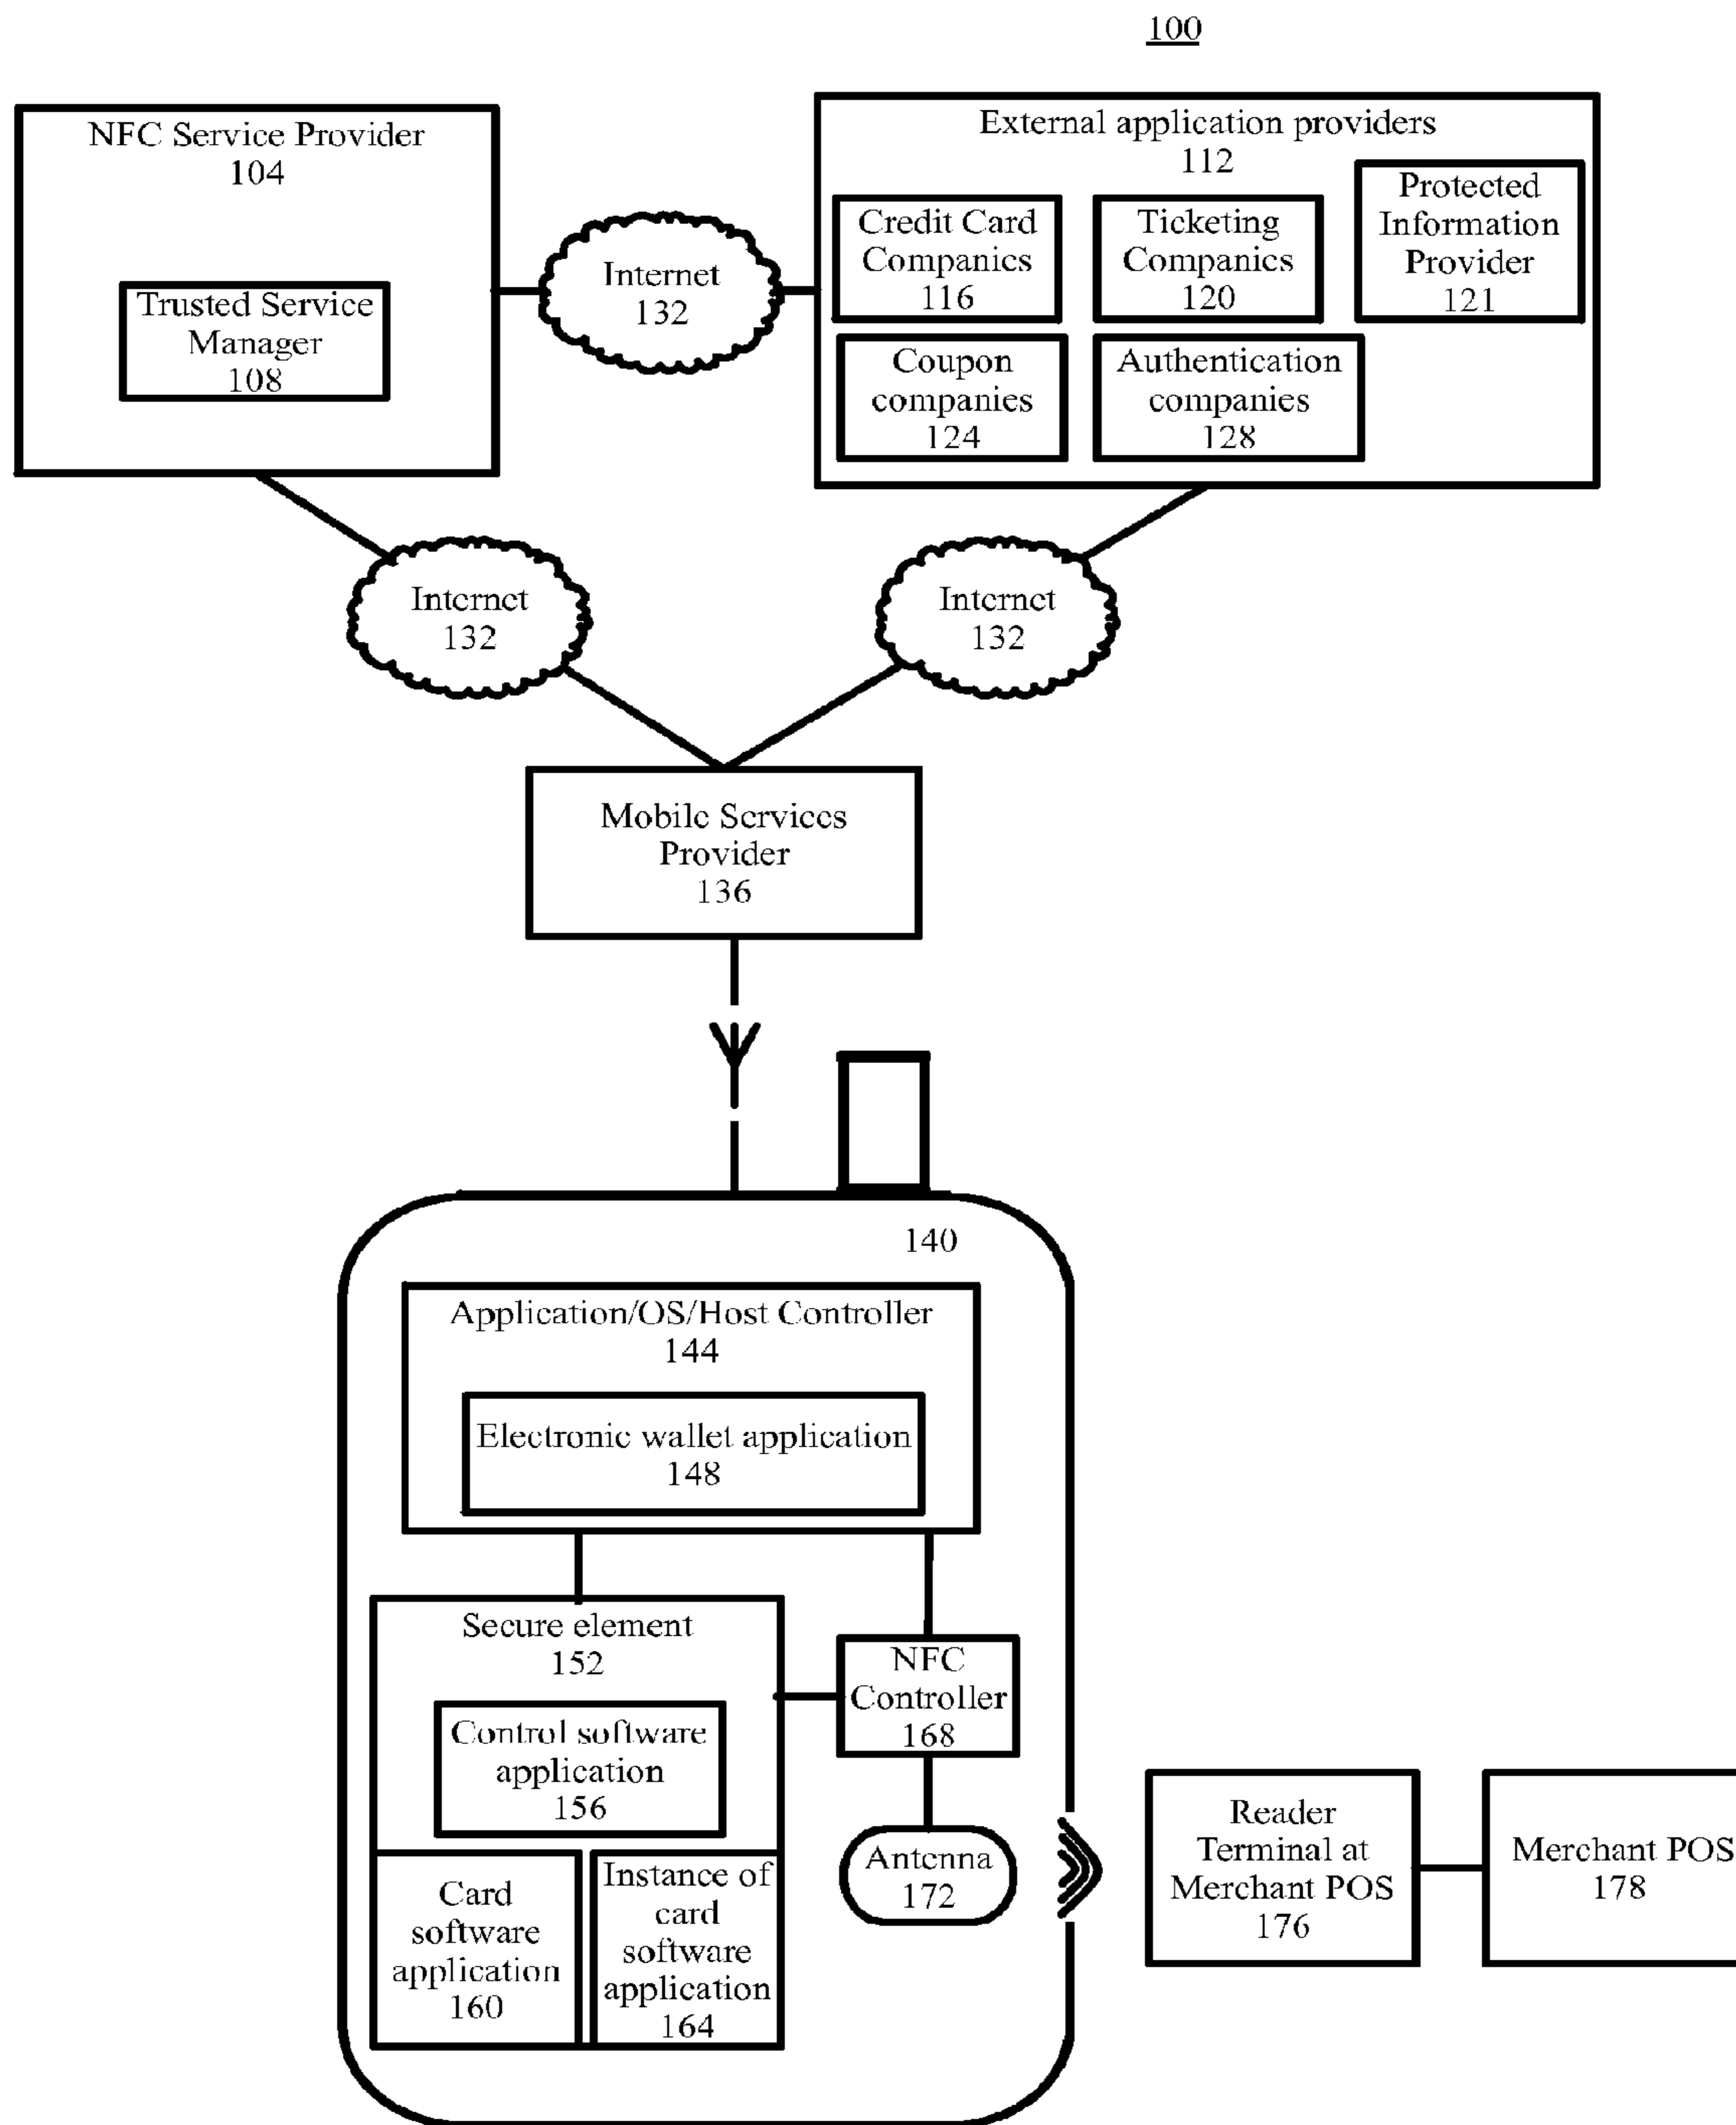 100
NFC Service Provider
104
Trusted Service
Manager
108
Internet
132
External application providers
112
Credit Card
Companies
116
Ticketing
Companies
120
Protected
Information
Provider
121
Coupon
companies
124
Authentication
companies
128
Internet
132
Internet
132
Mobile Services
Provider
136
140
Application/OS/Host Controller
144
Electronic wallet application
148
Secure element
152
Control software
application
156
Card
software
application
160
Instance of
card
software
application
164
NFC
Controller
168
Antenna
172
Reader
Terminal at
Merchant POS
176
Merchant POS
178